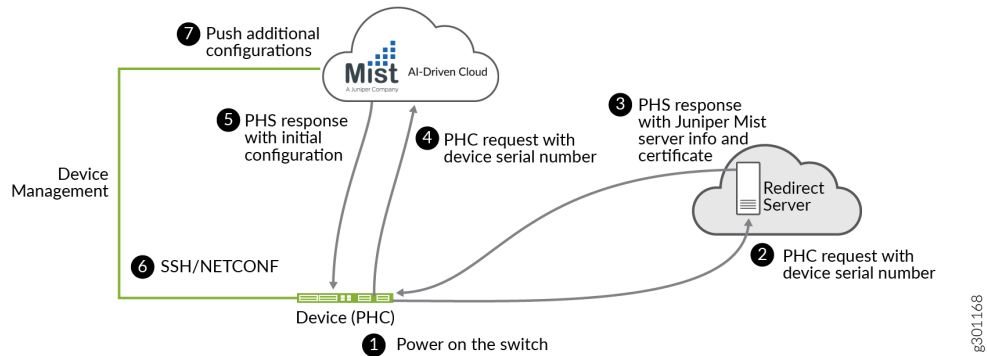 7 Push additional
configurations
Mist
A Juniper Company
AI-Driven Cloud
5 PHS response
with initial
configuration
4 PHC request with
device serial number
3 PHS response
with Juniper Mist
server info and
certificate
Redirect
Server
Device
Management
2 PHC request with
device serial number
6 SSH/NETCONF
Device (PHC)
1 Power on the switch
g301168